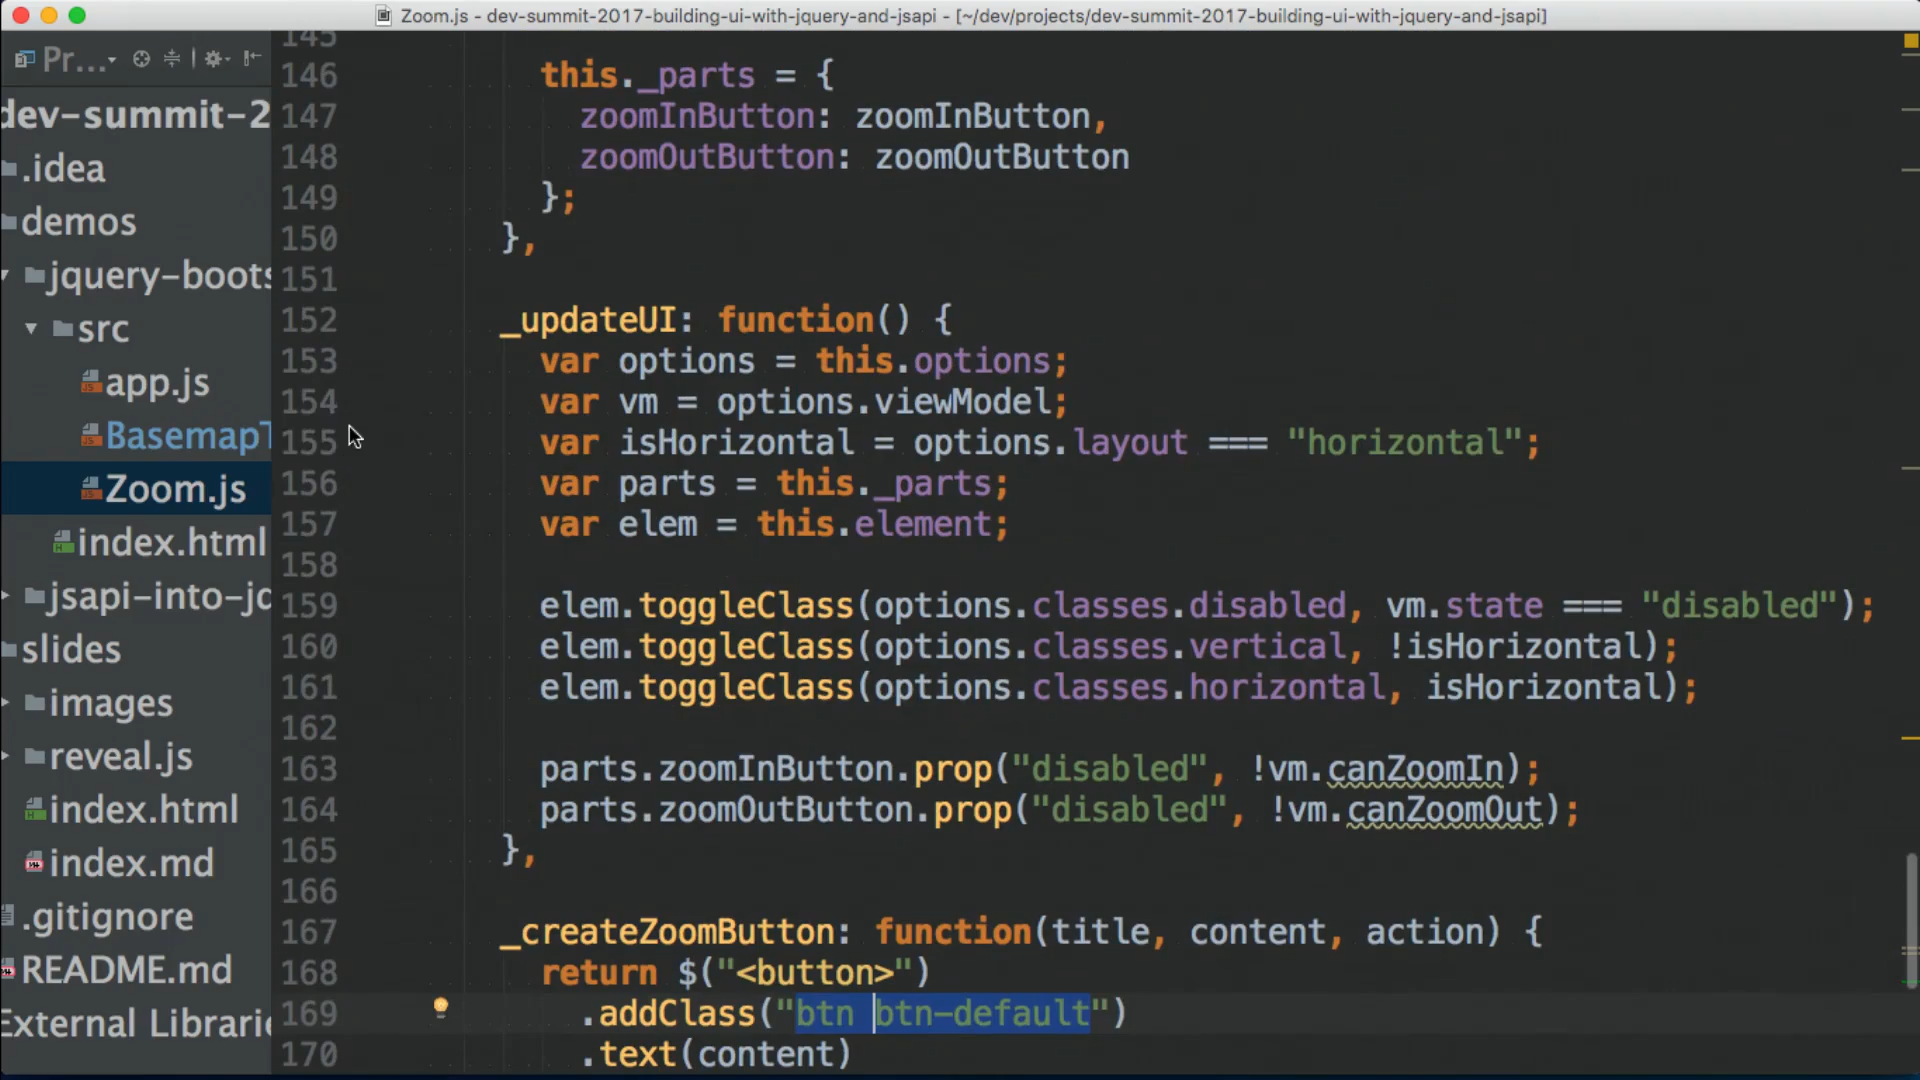 Zoom.js - dev-summit-2017-building-ui-with-jquery-and-jsapi - [~/dev/projects/dev-summit-2017-building-ui-with-jquery-and-jsapi]
Pr...
dev-summit-2
.idea
demos
jquery-boots
src
app.js
BasemapT
Zoom.js
index.html
jsapi-into-jq
slides
images
reveal.js
index.html
index.md
.gitignore
README.md
External Librarie
145
146 this._parts = {
147 zoomInButton: zoomInButton,
148 zoomOutButton: zoomOutButton
149 };
150 },
151
152 _updateUI: function() {
153 var options = this.options;
154 var vm = options.viewModel;
155 var isHorizontal = options.layout === "horizontal";
156 var parts = this._parts;
157 var elem = this.element;
158
159 elem.toggleClass(options.classes.disabled, vm.state === "disabled");
160 elem.toggleClass(options.classes.vertical, !isHorizontal);
161 elem.toggleClass(options.classes.horizontal, isHorizontal);
162
163 parts.zoomInButton.prop("disabled", !vm.canZoomIn);
164 parts.zoomOutButton.prop("disabled", !vm.canZoomOut);
165 },
166
167 _createZoomButton: function(title, content, action) {
168 return $("<button>")
169 .addClass("btn btn-default")
170 .text(content)